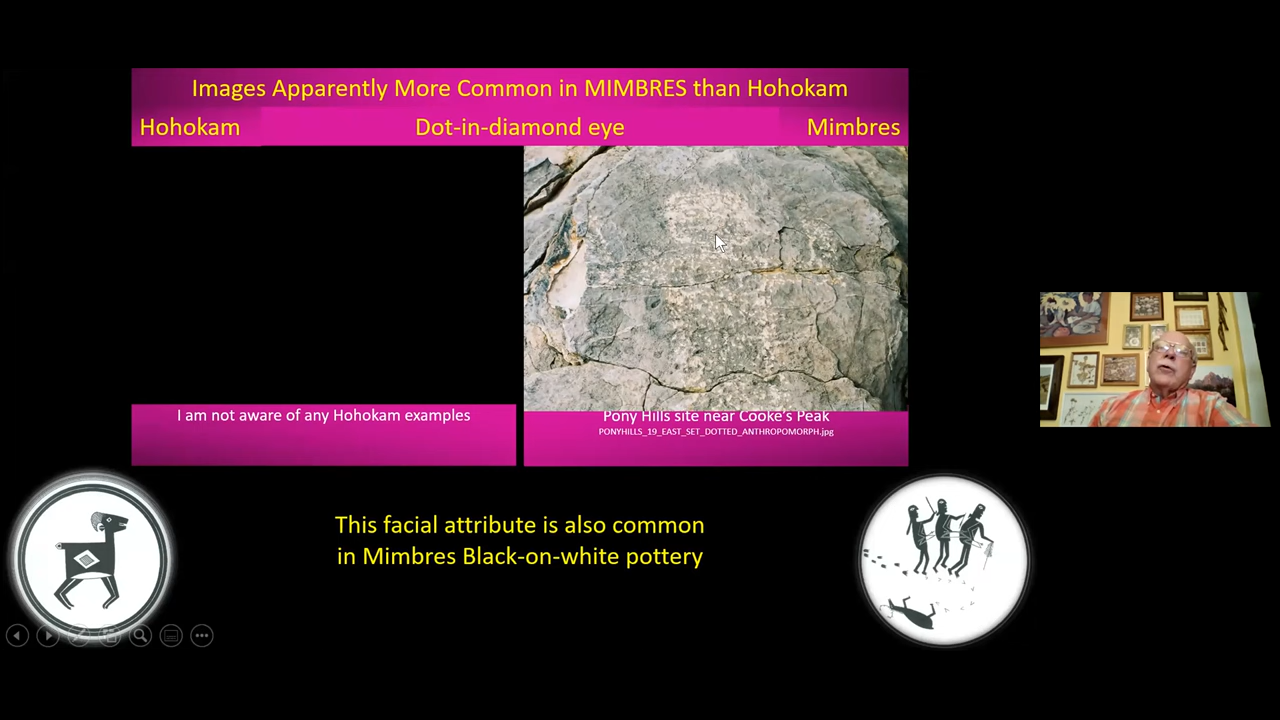 Images Apparently More Common in MIMBRES than Hohokam
Hohokam Dot-in-diamond eye Mimbres
I am not aware of any Hohokam examples
Pony Hills site near Cooke's Peak
PONYHILLS_19_EAST_SET_DOTTED_ANTHROPOMORPH.jpg
This facial attribute is also common
in Mimbres Black-on-white pottery